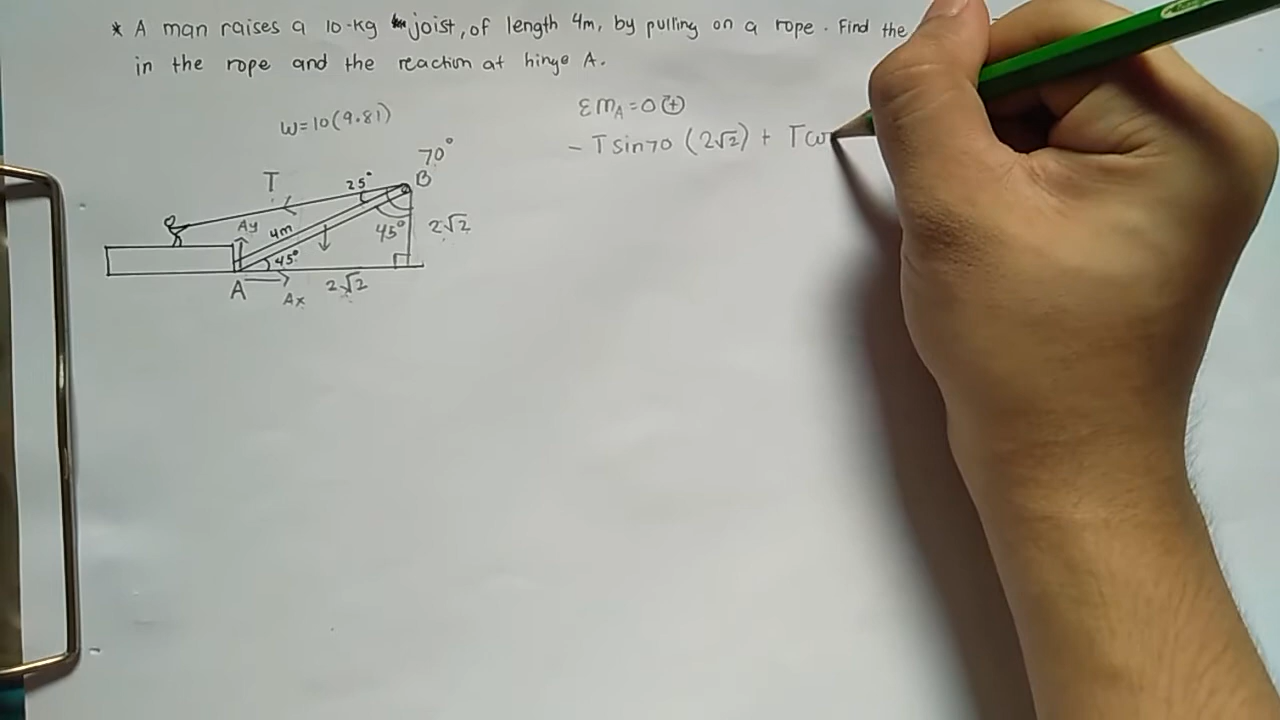 * A man raises a 10-kg joist, of length 4m, by pulling on a rope. Find the
in the rope and the reaction at hinge A.
W=10(9.81)
ΣMA=0(+)
- Tsin70 (2√2) + Tco
70°
T
25°
B
Ay
4m
45°
2√2
45°
A
Ax
2√2